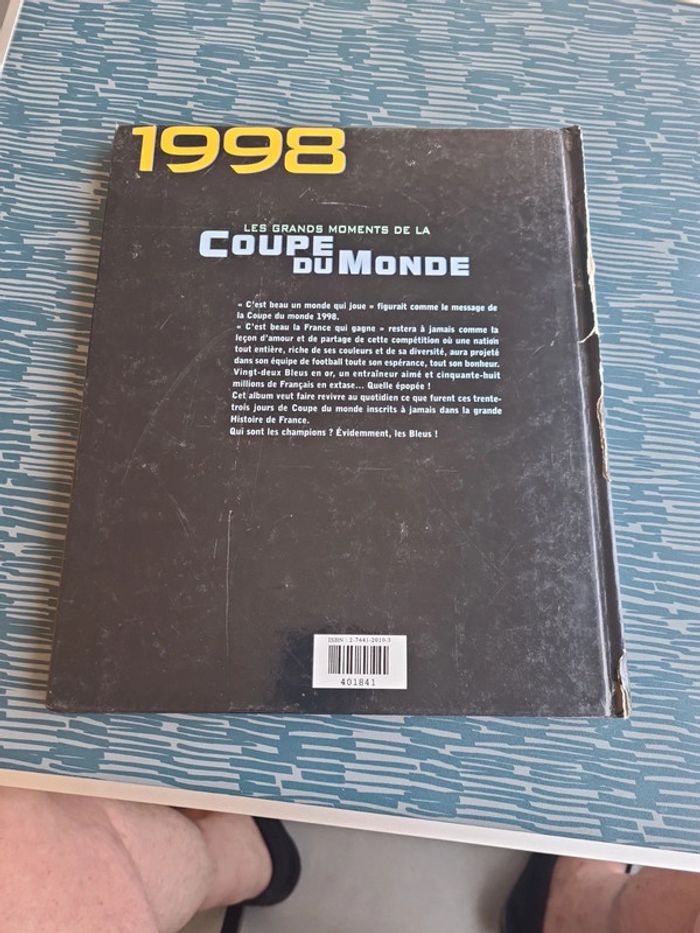 1998
LES GRANDS MOMENTS DE LA
COUPE
DU MONDE
« C'est beau un monde qui joue » figurait comme le message de
la Coupe du monde 1998.
« C'est beau la France qui gagne » restera à jamais comme la
leçon d'amour et de partage de cette compétition où une nation
tout entière, riche de ses couleurs et de sa diversité, aura projeté
dans son équipe de football toute son espérance, tout son bonheur.
Vingt-deux Bleus en or, un entraîneur aimé et cinquante-huit
millions de Français en extase... Quelle épopée !
Cet album veut faire revivre au quotidien ce que furent ces trente-
trois jours de Coupe du monde inscrits à jamais dans la grande
Histoire de France.
Qui sont les champions ? Évidemment, les Bleus !
ISBN : 2-7441-2010-3
401841